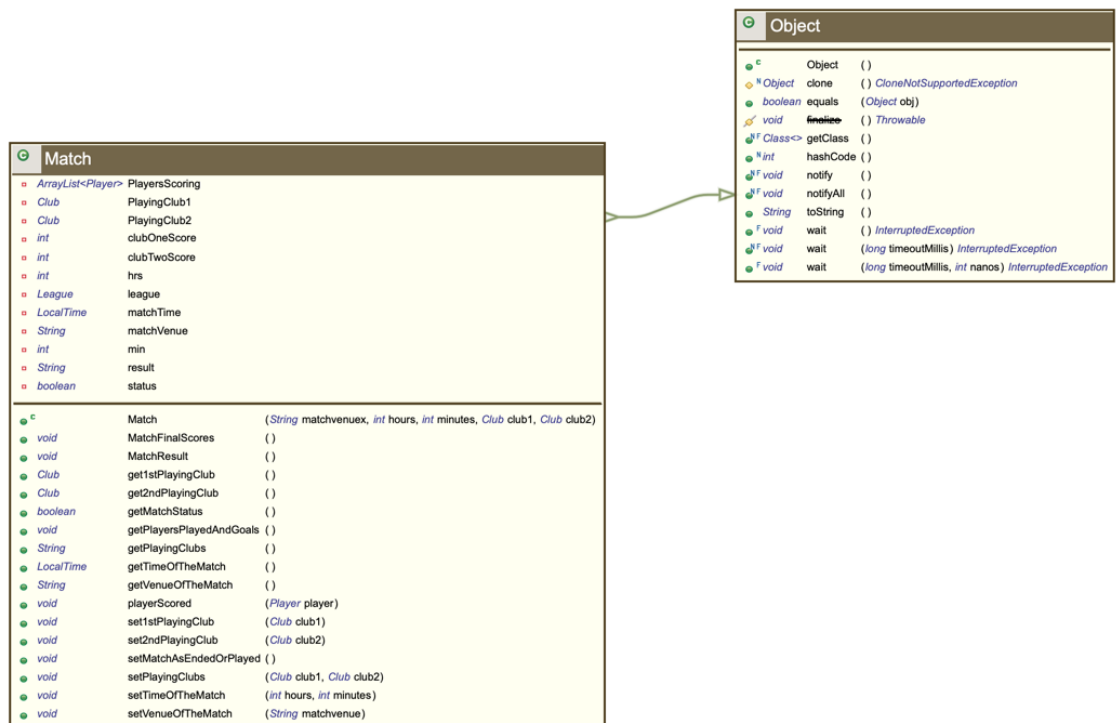 Object
C Object ( )
N Object clone ( ) CloneNotSupportedException
boolean equals (Object obj)
void finalize ( ) Throwable
N F Class<> getClass ( )
N int hashCode ( )
N F void notify ( )
N F void notifyAll ( )
String toString ( )
F void wait ( ) InterruptedException
N F void wait (long timeoutMillis) InterruptedException
F void wait (long timeoutMillis, int nanos) InterruptedException
Match
ArrayList<Player> PlayersScoring
Club PlayingClub1
Club PlayingClub2
int clubOneScore
int clubTwoScore
int hrs
League league
LocalTime matchTime
String matchVenue
int min
String result
boolean status
C Match (String matchvenuex, int hours, int minutes, Club club1, Club club2)
void MatchFinalScores ( )
void MatchResult ( )
Club get1stPlayingClub ( )
Club get2ndPlayingClub ( )
boolean getMatchStatus ( )
void getPlayersPlayedAndGoals ( )
String getPlayingClubs ( )
LocalTime getTimeOfTheMatch ( )
String getVenueOfTheMatch ( )
void playerScored (Player player)
void set1stPlayingClub (Club club1)
void set2ndPlayingClub (Club club2)
void setMatchAsEndedOrPlayed ( )
void setPlayingClubs (Club club1, Club club2)
void setTimeOfTheMatch (int hours, int minutes)
void setVenueOfTheMatch (String matchvenue)